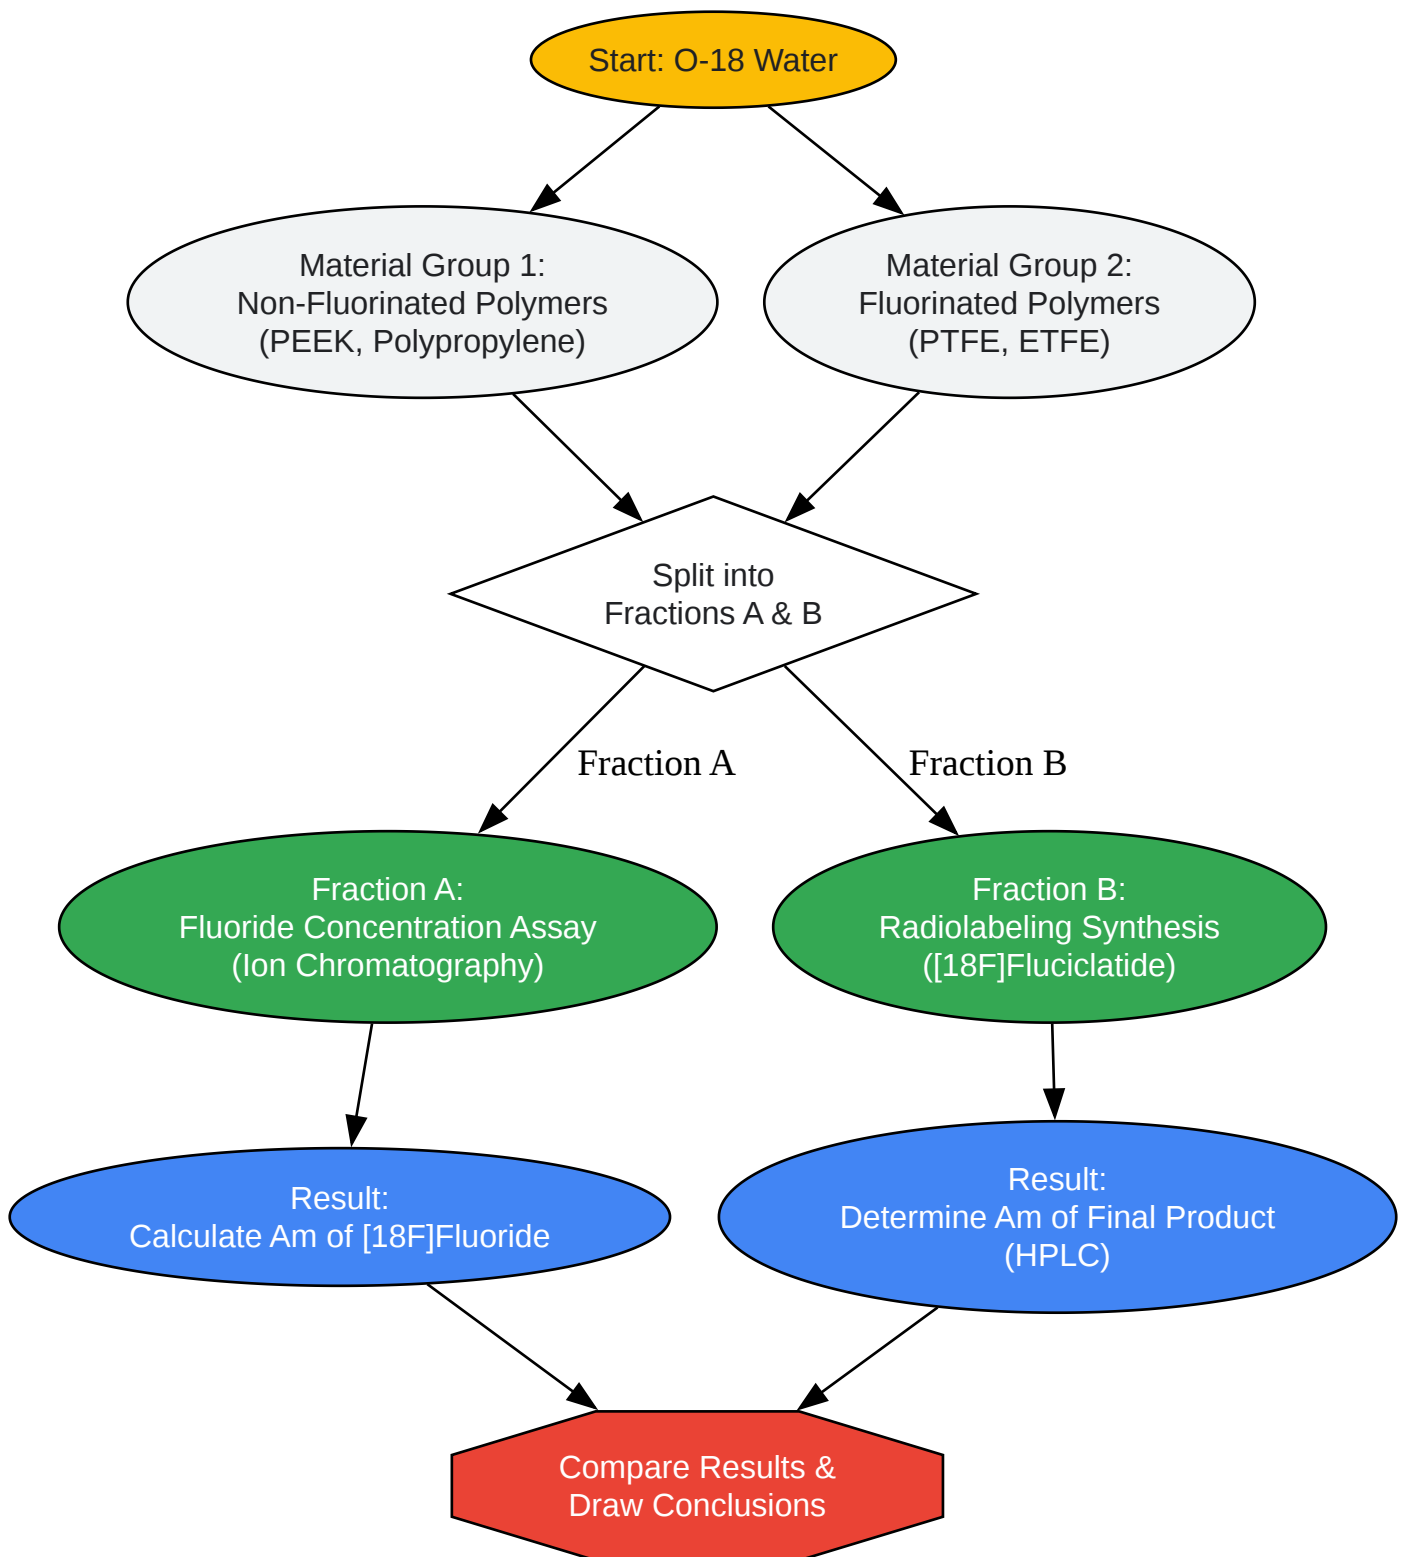 Start: O-18 Water
Material Group 1:
Non-Fluorinated Polymers
(PEEK, Polypropylene)
Material Group 2:
Fluorinated Polymers
(PTFE, ETFE)
Split into
Fractions A & B
Fraction A
Fraction B
Fraction A:
Fluoride Concentration Assay
(Ion Chromatography)
Fraction B:
Radiolabeling Synthesis
([18F]Fluciclatide)
Result:
Calculate Am of [18F]Fluoride
Result:
Determine Am of Final Product
(HPLC)
Compare Results &
Draw Conclusions